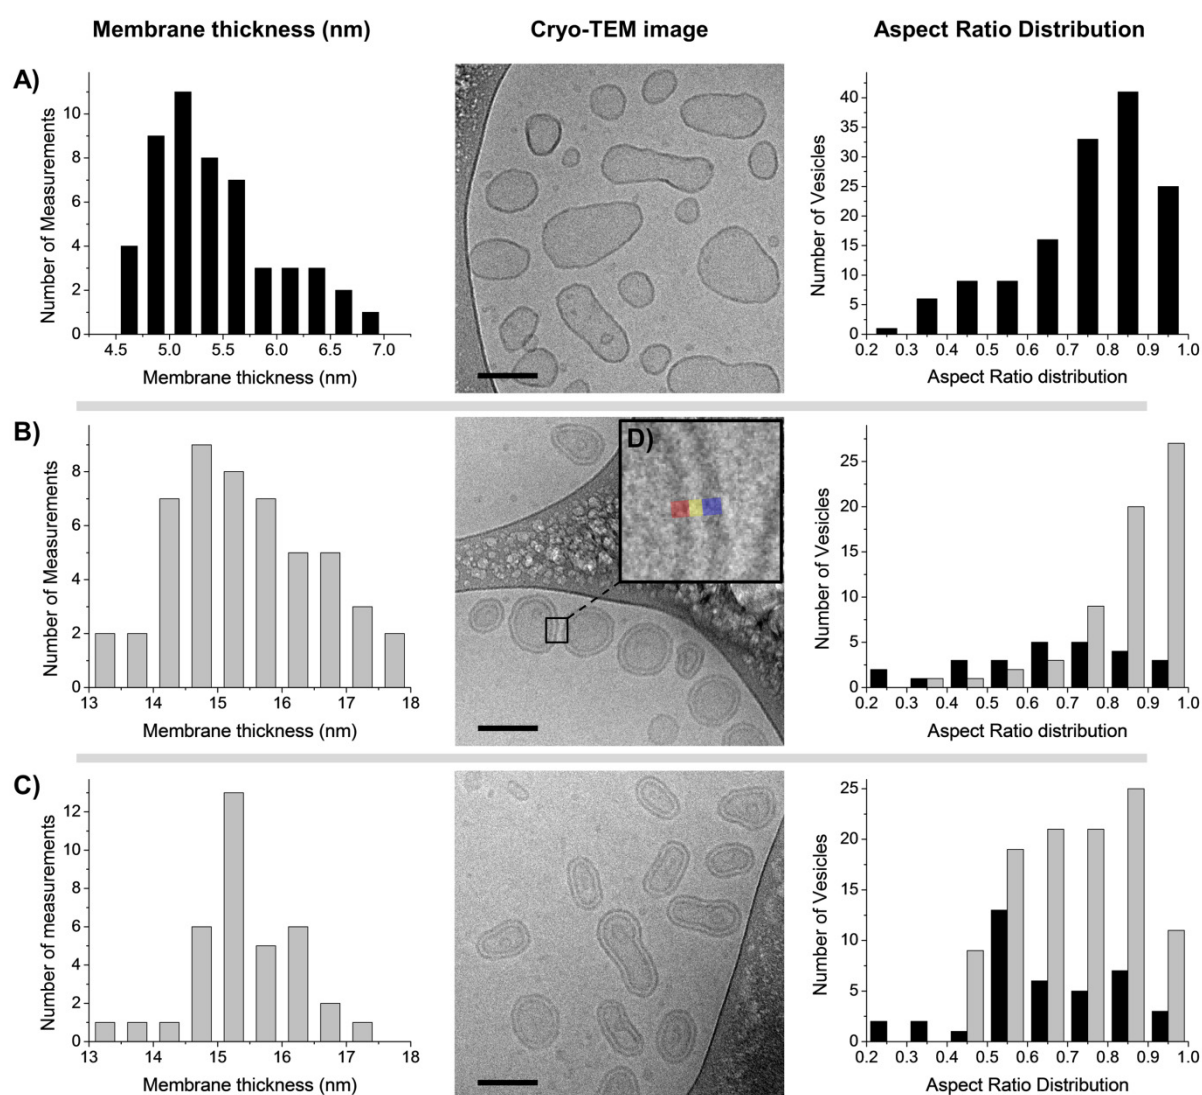 Membrane thickness (nm) Cryo-TEM image Aspect Ratio Distribution
A)
Number of Measurements
10
8
6
4
2
0
4.5 5.0 5.5 6.0 6.5 7.0
Membrane thickness (nm)
Number of Vesicles
40
35
30
25
20
15
10
5
0
0.2 0.3 0.4 0.5 0.6 0.7 0.8 0.9 1.0
Aspect Ratio distribution
B)
Number of Measurements
8
6
4
2
0
13 14 15 16 17 18
Membrane thickness (nm)
D)
Number of Vesicles
25
20
15
10
5
0
0.2 0.3 0.4 0.5 0.6 0.7 0.8 0.9 1.0
Aspect Ratio distribution
C)
Number of measurements
12
10
8
6
4
2
0
13 14 15 16 17 18
Membrane thickness (nm)
Number of Vesicles
25
20
15
10
5
0
0.2 0.3 0.4 0.5 0.6 0.7 0.8 0.9 1.0
Aspect Ratio Distribution